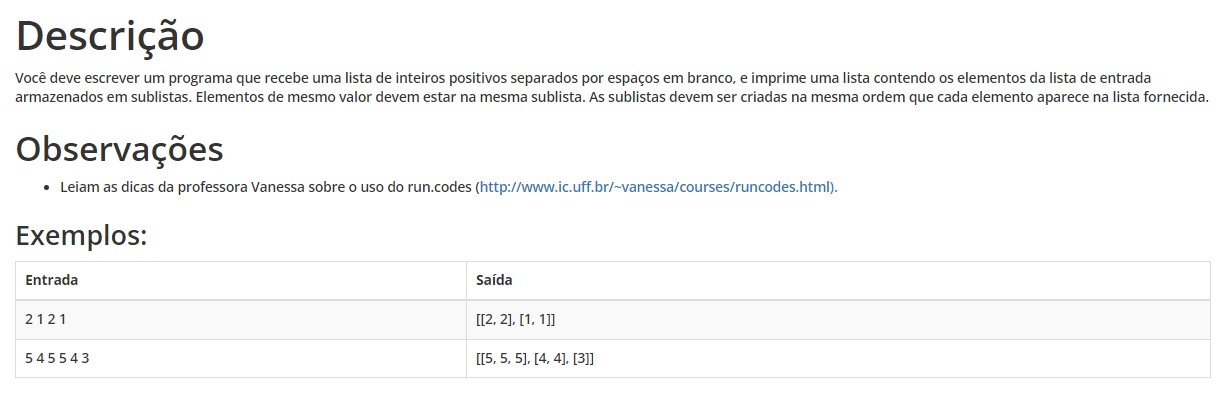 Descrição
Você deve escrever um programa que recebe uma lista de inteiros positivos separados por espaços em branco, e imprime uma lista contendo os elementos da lista de entrada
armazenados em sublistas. Elementos de mesmo valor devem estar na mesma sublista. As sublistas devem ser criadas na mesma ordem que cada elemento aparece na lista fornecida.
Observações
• Leiam as dicas da professora Vanessa sobre o uso do run.codes (http://www.ic.uff.br/~vanessa/courses/runcodes.html).
Exemplos:
Entrada Saída
2 1 2 1 [[2, 2], [1, 1]]
5 4 5 5 4 3 [[5, 5, 5], [4, 4], [3]]